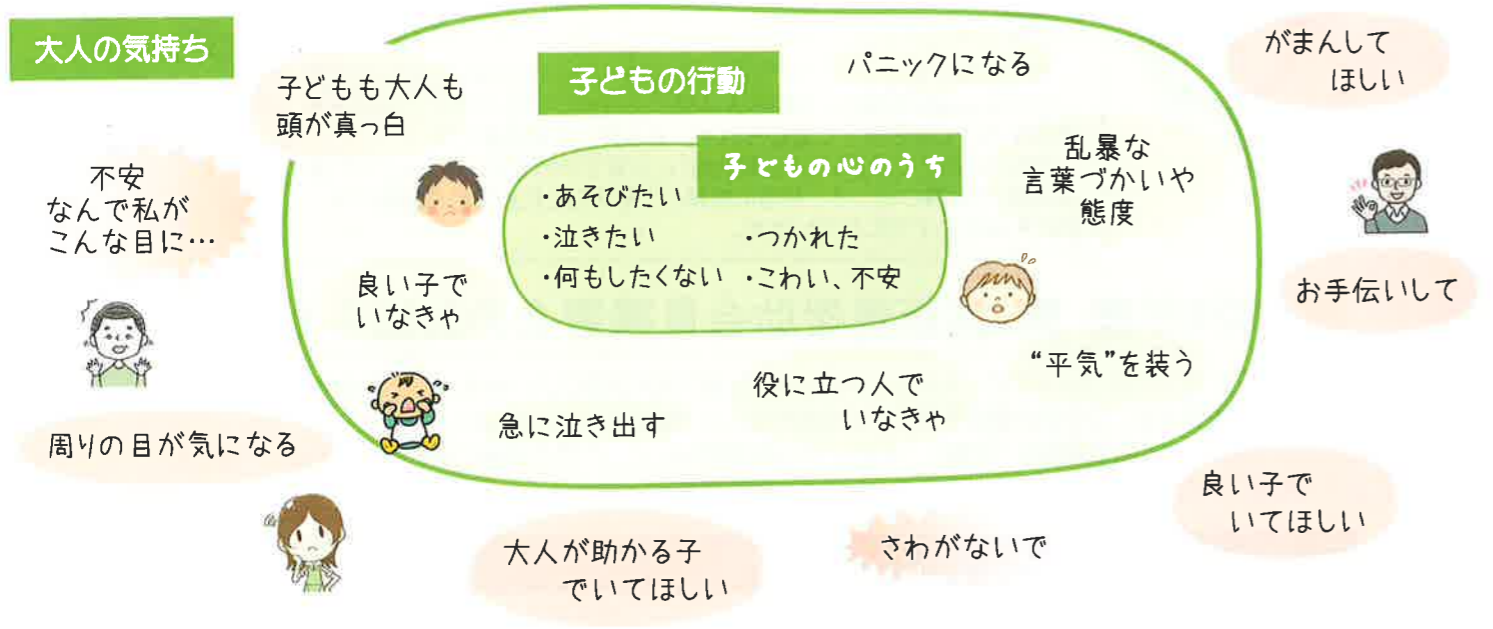 大人の気持ち
子どもも大人も
頭が真っ白
不安
なんで私が
こんな目に…
周りの目が気になる
大人が助かる子
でいてほしい
さわがないで
良い子で
いてほしい
お手伝いして
がまんして
ほしい
子どもの行動
パニックになる
乱暴な
言葉づかいや
態度
良い子で
いなきゃ
急に泣き出す
役に立つ人で
いなきゃ
“平気”を装う
子どもの心のうち
・あそびたい
・泣きたい
・何もしたくない
・つかれた
・こわい、不安